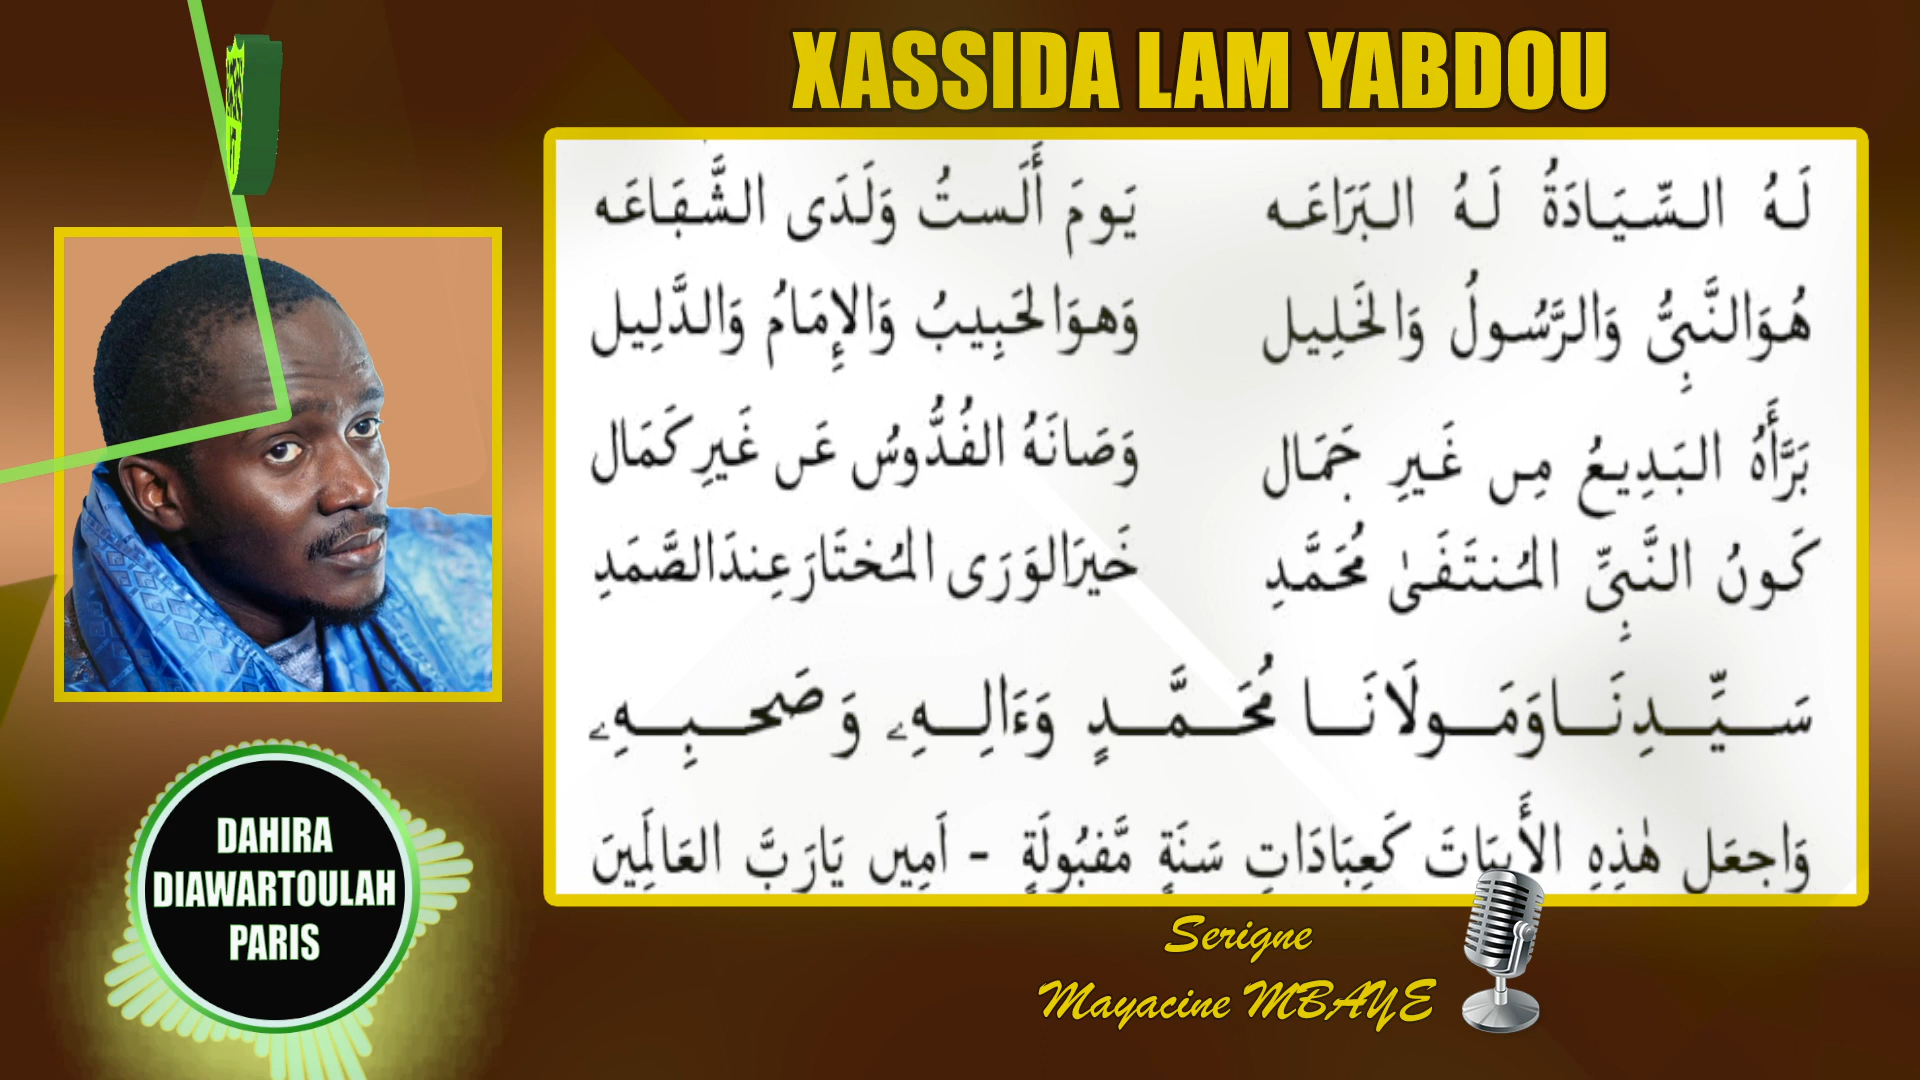 XASSIDA LAM YABDOU
لَهُ السِّيَادَةُ لَهُ البَرَاعَه يَومَ أَلَستُ وَلَدَى الشَّفَاعَه
هُوَالنَّبِىُّ وَالرَّسُولُ وَالخَلِيل وَهوَالحَبِيبُ وَالإِمَامُ وَالدَّلِيل
بَرَّأَهُ البَدِيعُ مِن غَيرِ جَمَال وَصَانَهُ القُدُّوسُ عَن غَيرِ كَمَال
كَونُ النَّبِىِّ المُنتَقَىٰ مُحَمَّدِ خَيرَالوَرَى المُختَارَعِندَالصَّمَدِ
سَيِّدِنَاوَمَولَانَا مُحَمَّدٍ وَءَالِهِۦ وَصَحبِهِۦ
وَاجعَل هٰذِهِ الأَبيَاتَ كَعِبَادَاتِ سَنَةٍ مَّقبُولَةٍ - آمِين يَارَبَّ العَالَمِينَ
DAHIRA
DIAWARTOULAH
PARIS
Serigne
Mayacine MBAYE